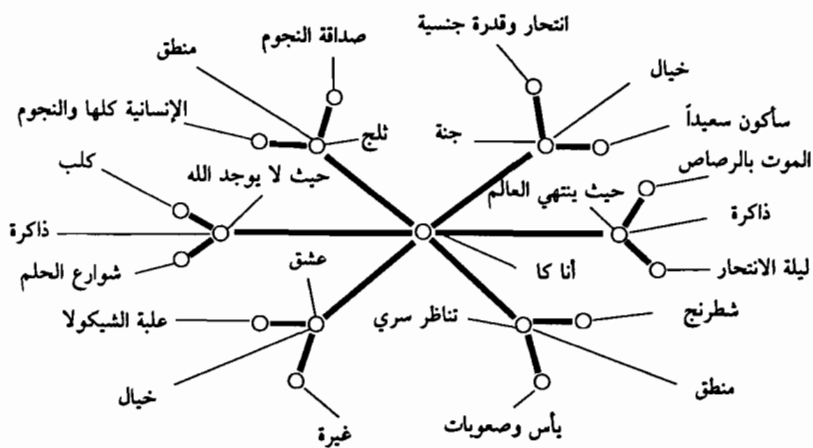 انتحار وقدرة جنسية
صداقة النجوم
منطق
خيال
الإنسانية كلها والنجوم
ثلج
جنة
سأكون سعيداً
كلب
حيث لا يوجد الله
حيث ينتهي العالم
الموت بالرصاص
ذاكرة
ذاكرة
شوارع الحلم
عشق
أنا كا
ليلة الانتحار
علبة الشيكولا
تناظر سري
شطرنج
خيال
منطق
غيرة
يأس وصعوبات